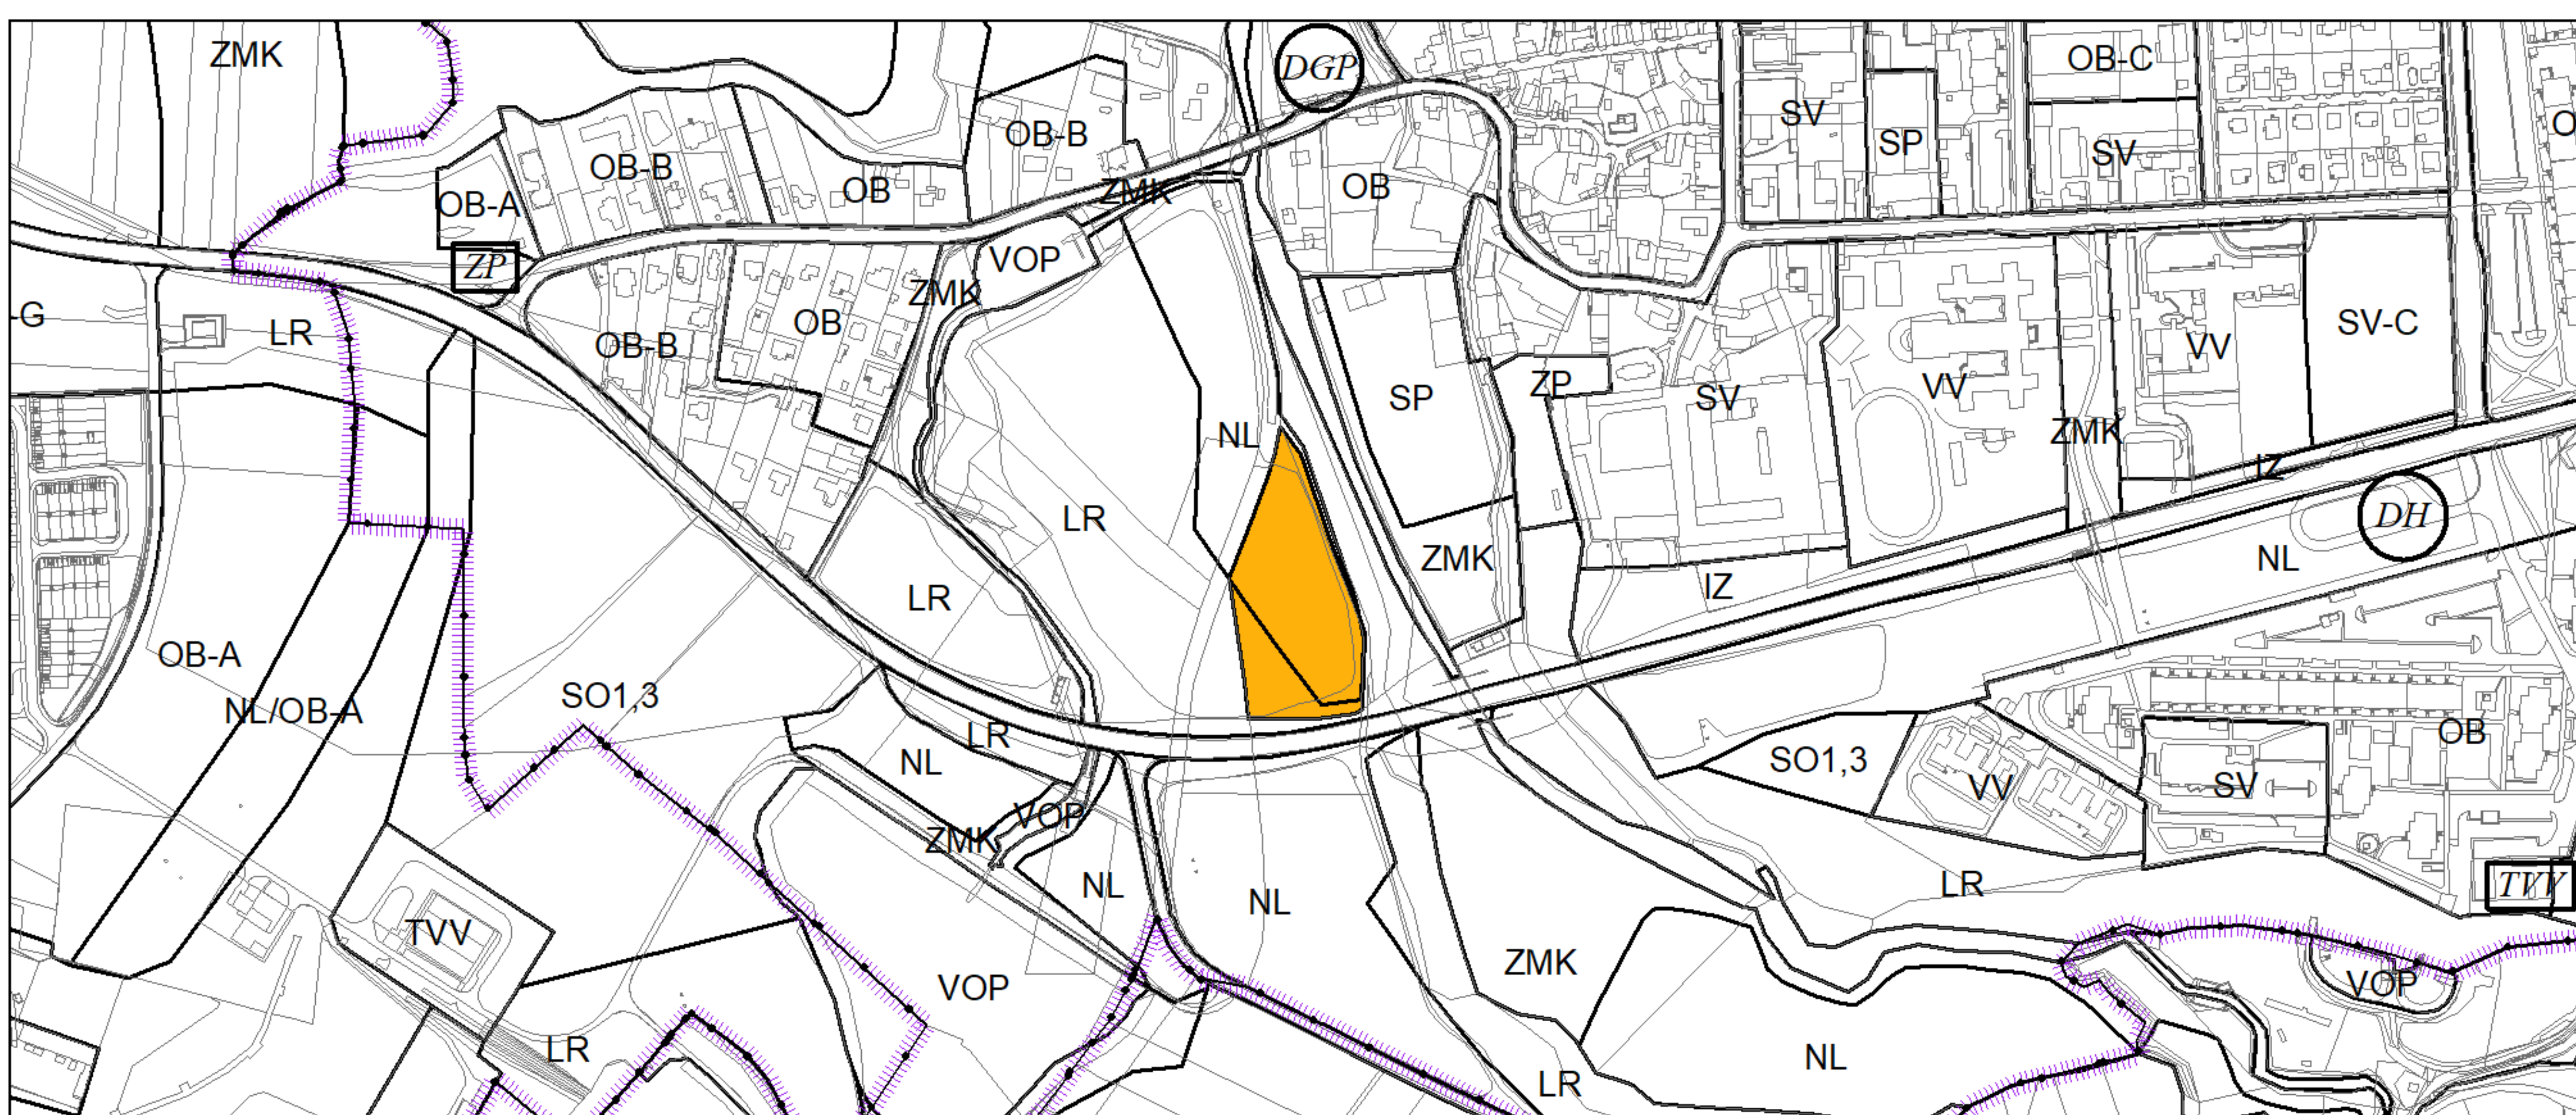 ZMK
DGP
OB-C
SV
SP
OB-B
OB-B
SV
OB-A
OB
ZMK
OB
ZP
VOP
ZMK
-G
LR
OB
OB-B
SV-C
VV
ZP
VV
SP
SV
NL
ZMK
IZ
LR
DH
ZMK
NL
IZ
LR
OB-A
SO1,3
NL/OB-A
LR
OB
NL
SO1,3
SV
VV
VOP
ZMK
NL
LR
TVV
NL
TVV
ZMK
VOP
VOP
LR
NL
LR